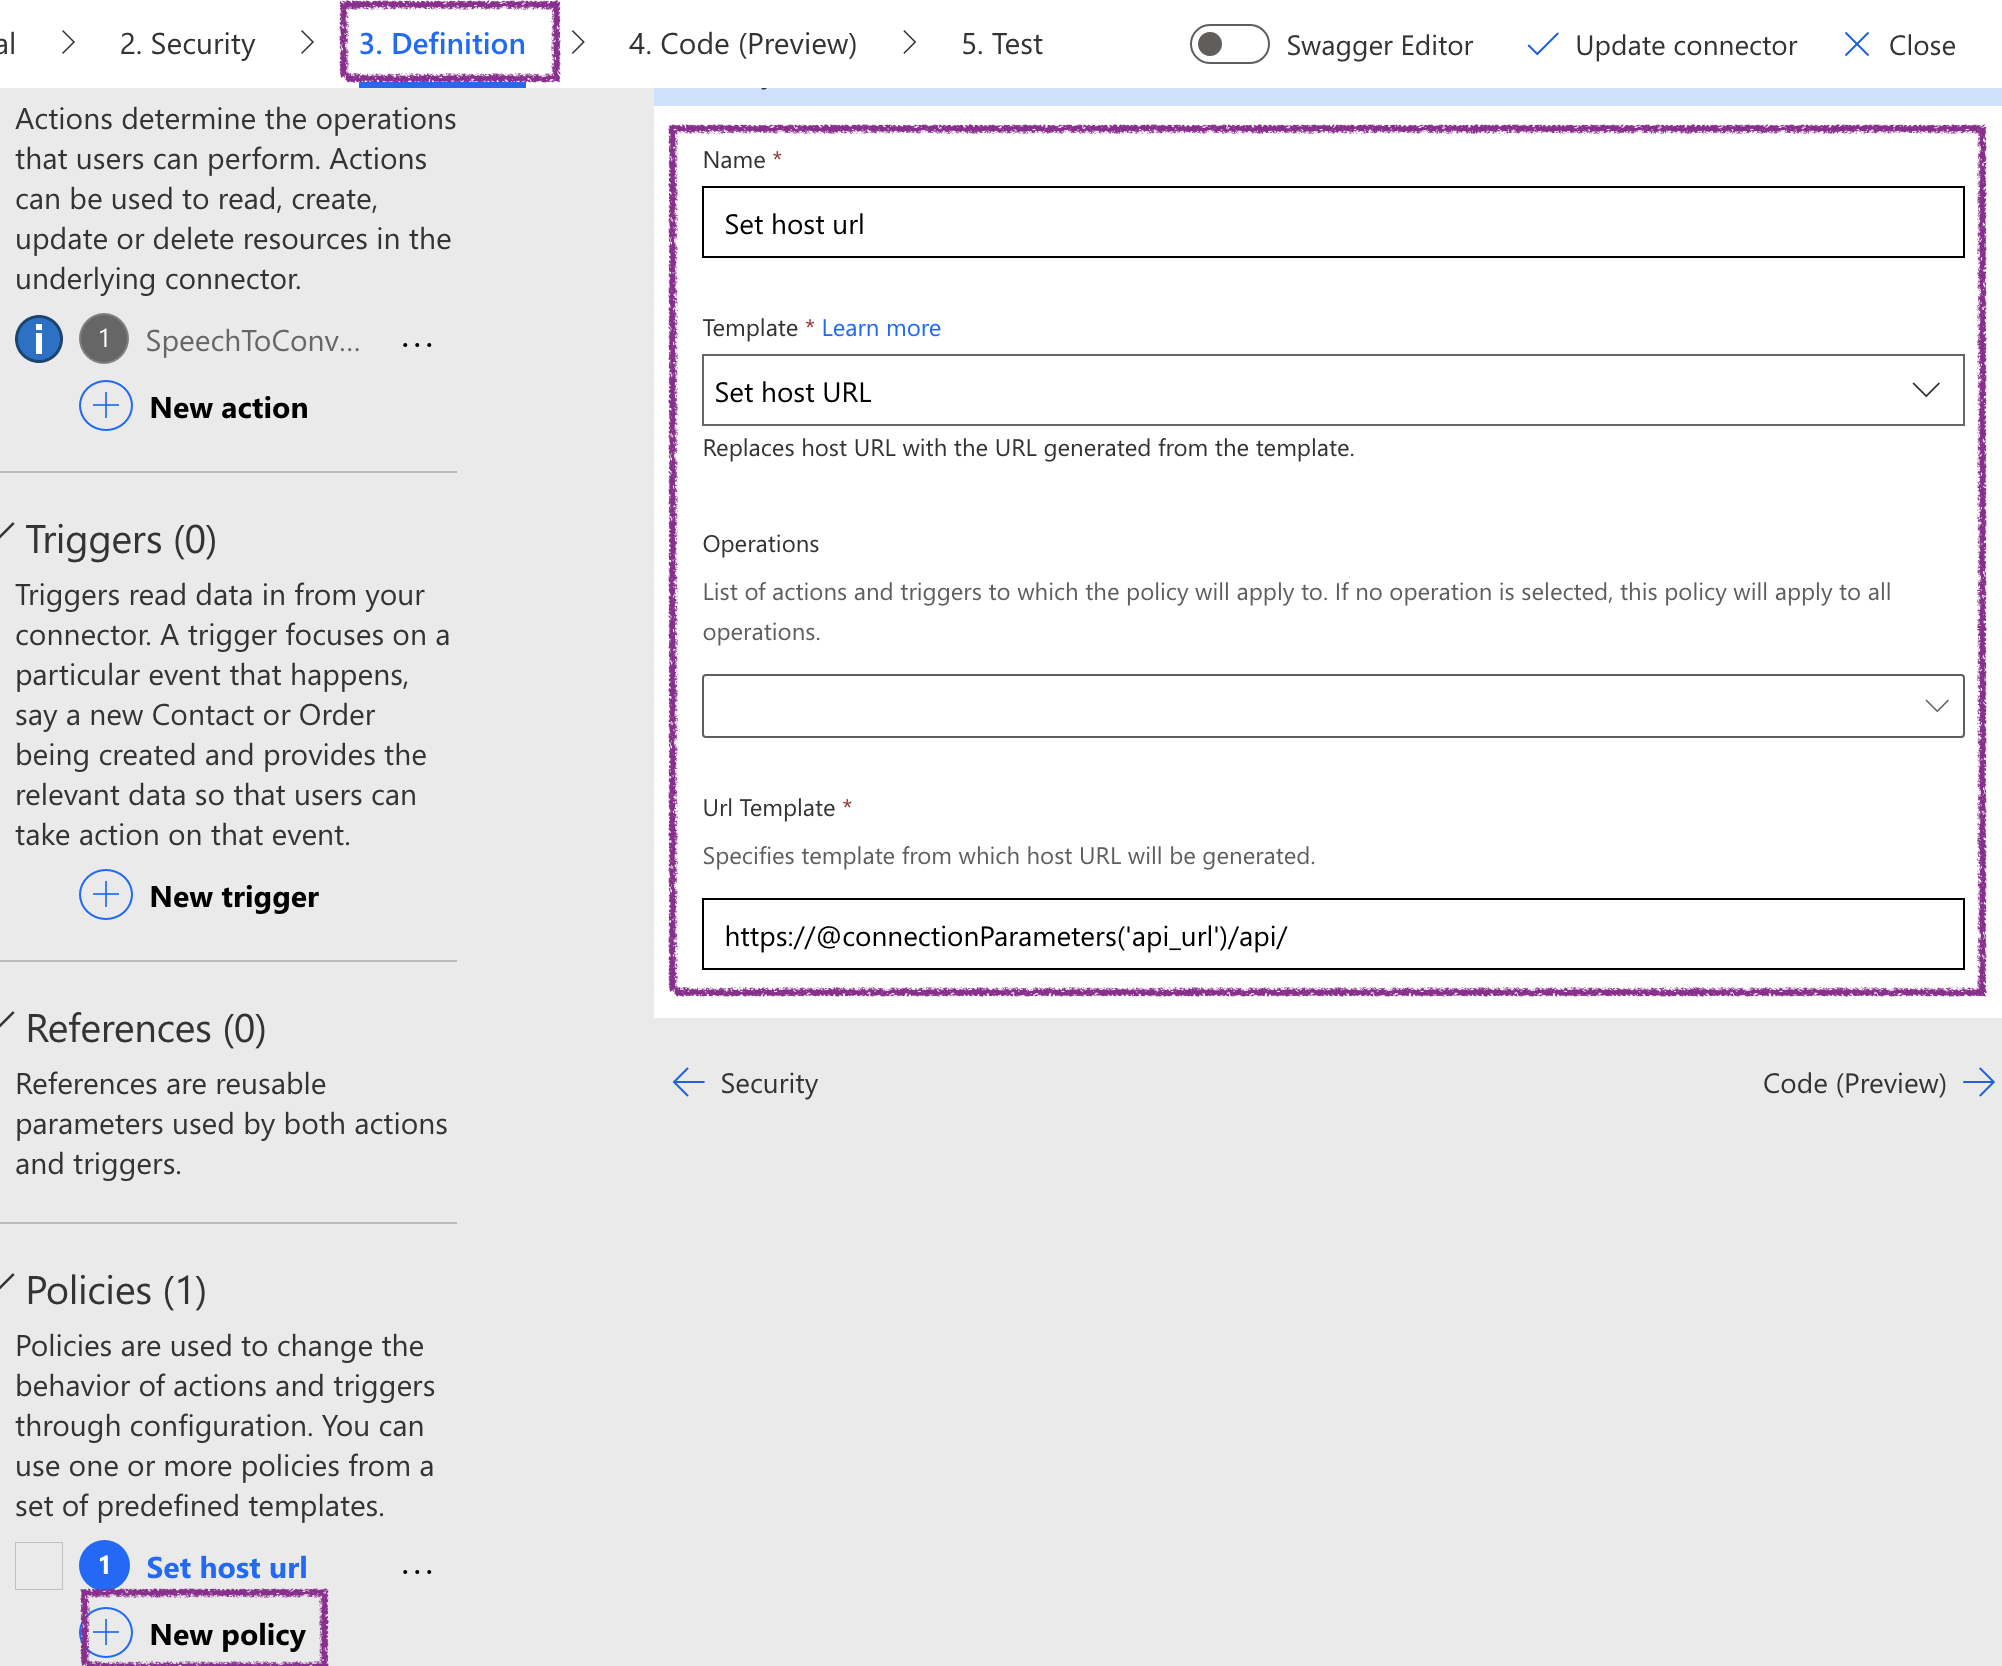 al
2. Security
3. Definition
4. Code (Preview)
5. Test
Swagger Editor
Update connector
Close
Actions determine the operations
that users can perform. Actions
can be used to read, create,
update or delete resources in the
underlying connector.
i
1
SpeechToConv...
...
New action
Triggers (0)
Triggers read data in from your
connector. A trigger focuses on a
particular event that happens,
say a new Contact or Order
being created and provides the
relevant data so that users can
take action on that event.
New trigger
References (0)
References are reusable
parameters used by both actions
and triggers.
Policies (1)
Policies are used to change the
behavior of actions and triggers
through configuration. You can
use one or more policies from a
set of predefined templates.
1
Set host url
...
New policy
Name *
Set host url
Template * Learn more
Set host URL
Replaces host URL with the URL generated from the template.
Operations
List of actions and triggers to which the policy will apply to. If no operation is selected, this policy will apply to all
operations.
Url Template *
Specifies template from which host URL will be generated.
https://@connectionParameters('api_url')/api/
Security
Code (Preview)